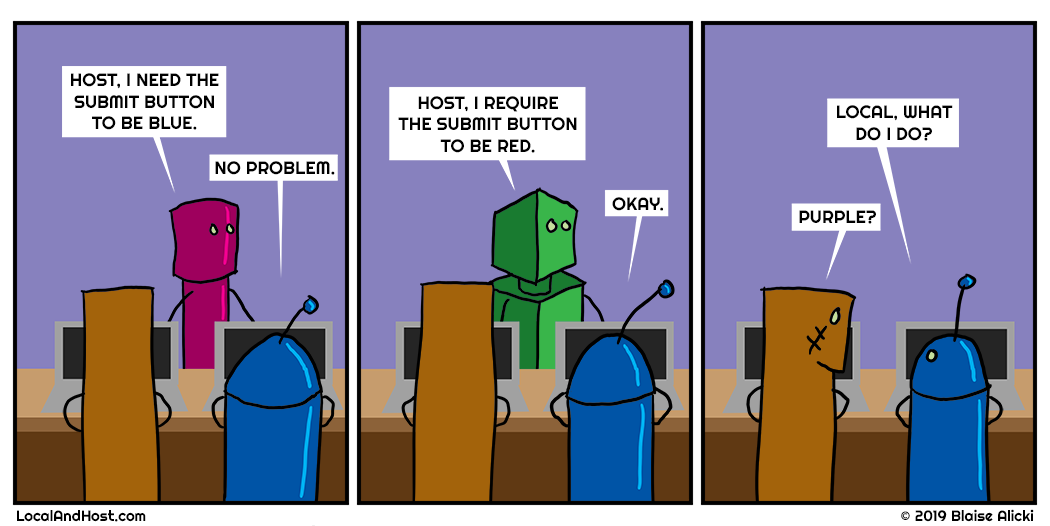 HOST, I NEED THE
SUBMIT BUTTON
TO BE BLUE.
NO PROBLEM.
HOST, I REQUIRE
THE SUBMIT BUTTON
TO BE RED.
OKAY.
LOCAL, WHAT
DO I DO?
PURPLE?
LocalAndHost.com
© 2019 Blaise Alicki